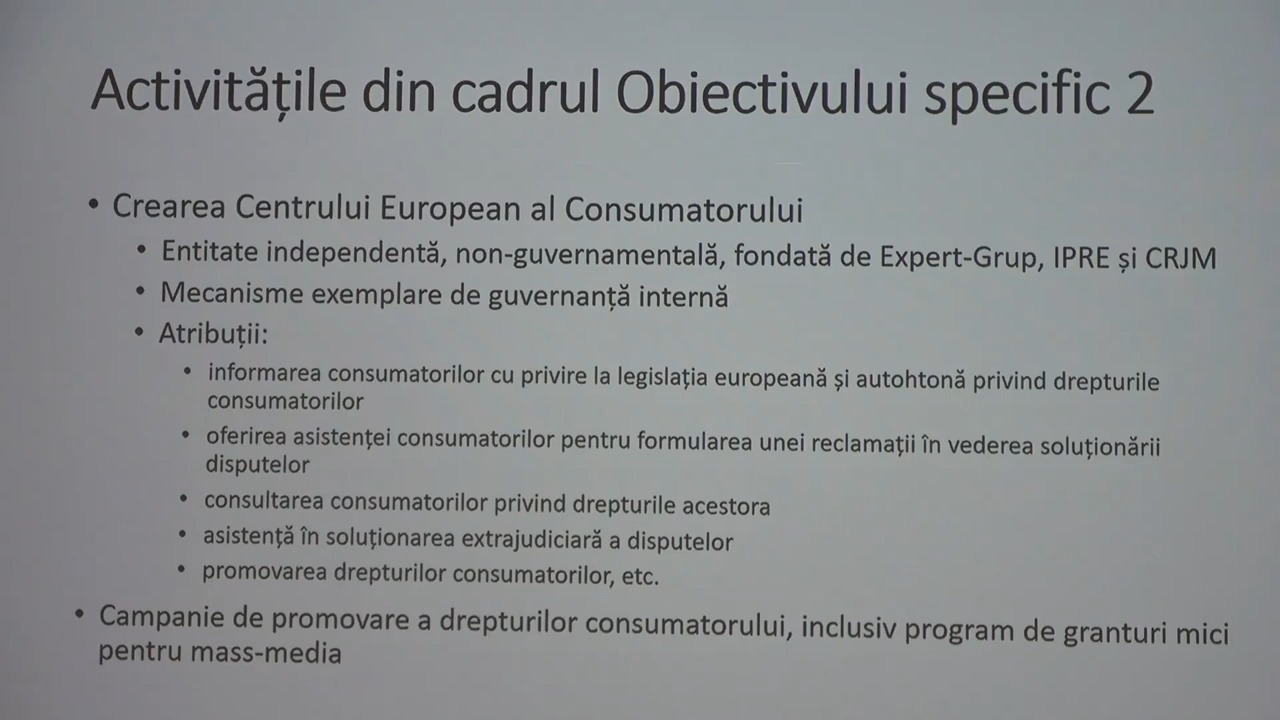 Activitățile din cadrul Obiectivului specific 2
• Crearea Centrului European al Consumatorului
• Entitate independentă, non-guvernamentală, fondată de Expert-Grup, IPRE și CRJM
• Mecanisme exemplare de guvernanță internă
• Atribuții:
• informarea consumatorilor cu privire la legislația europeană și autohtonă privind drepturile
consumatorilor
• oferirea asistenței consumatorilor pentru formularea unei reclamații în vederea soluționării
disputelor
• consultarea consumatorilor privind drepturile acestora
• asistență în soluționarea extrajudiciară a disputelor
• promovarea drepturilor consumatorilor, etc.
• Campanie de promovare a drepturilor consumatorului, inclusiv program de granturi mici
pentru mass-media